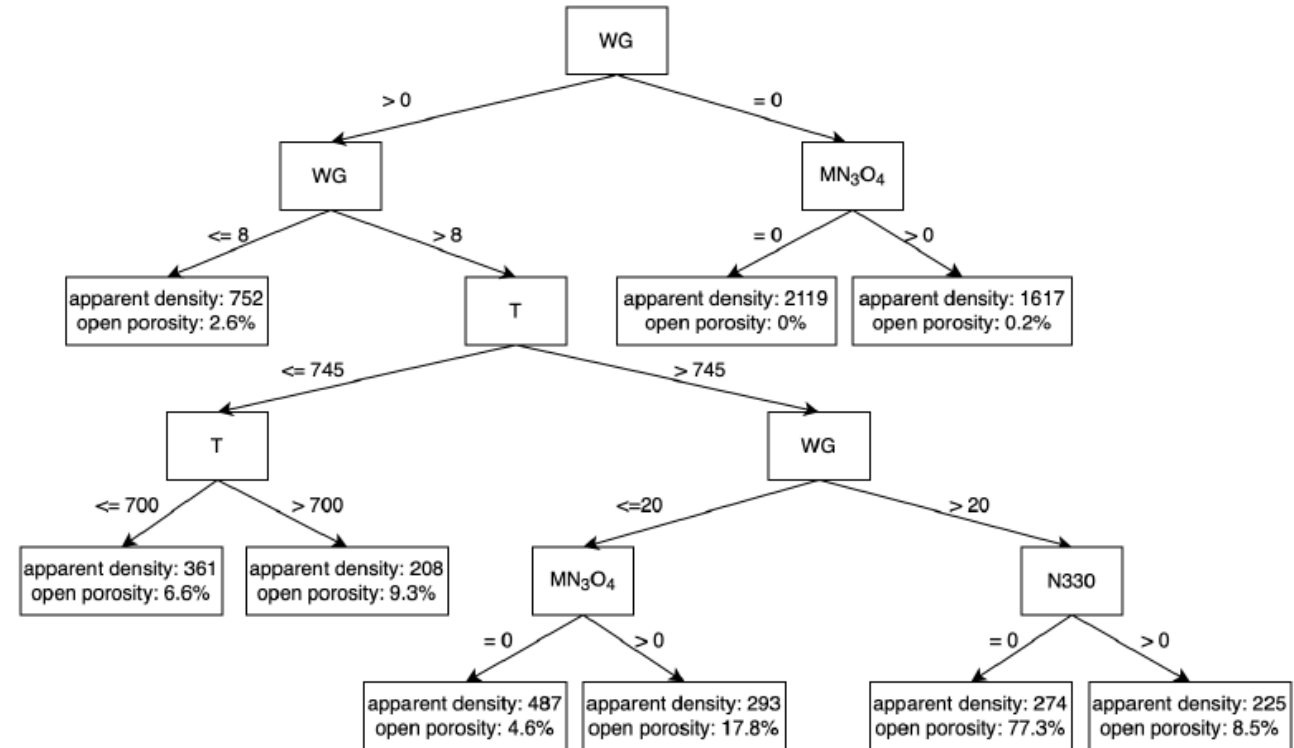 WG
> 0
= 0
WG
MN₃O₄
<= 8
> 8
= 0
> 0
apparent density: 752
open porosity: 2.6%
T
apparent density: 2119
open porosity: 0%
apparent density: 1617
open porosity: 0.2%
<= 745
> 745
T
WG
<= 700
> 700
<=20
> 20
apparent density: 361
open porosity: 6.6%
apparent density: 208
open porosity: 9.3%
MN₃O₄
N330
= 0
> 0
= 0
> 0
apparent density: 487
open porosity: 4.6%
apparent density: 293
open porosity: 17.8%
apparent density: 274
open porosity: 77.3%
apparent density: 225
open porosity: 8.5%